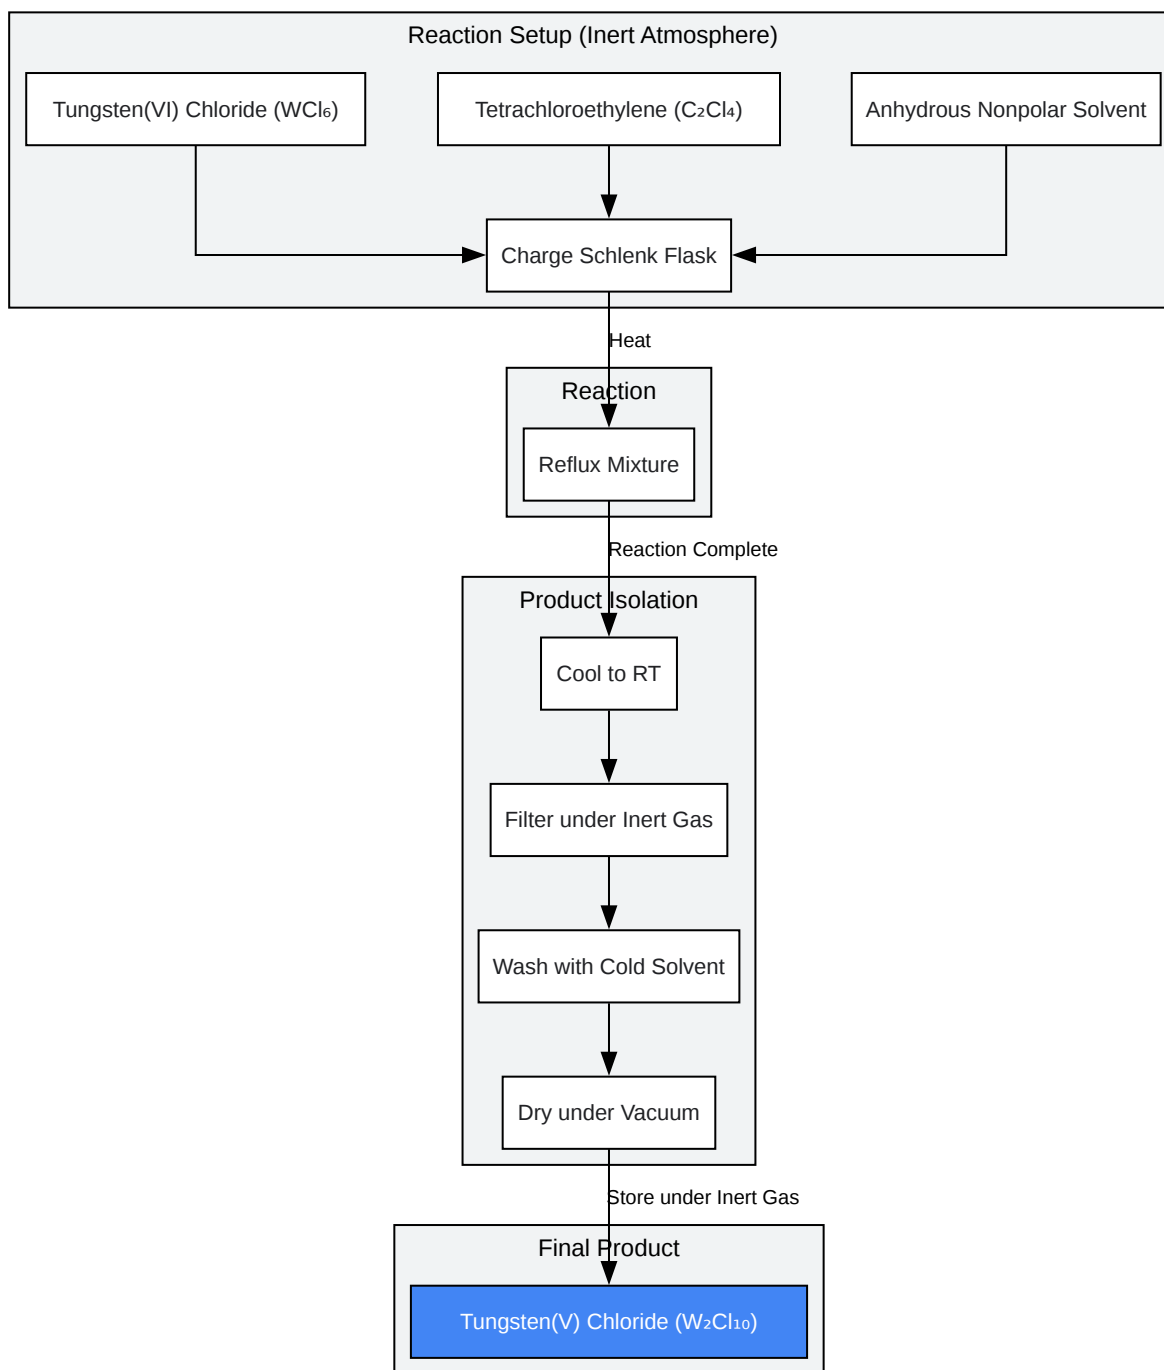 Reaction Setup (Inert Atmosphere)
Tungsten(VI) Chloride (WCl₆)
Tetrachloroethylene (C₂Cl₄)
Anhydrous Nonpolar Solvent
Charge Schlenk Flask
Heat
Reaction
Reflux Mixture
Reaction Complete
Product Isolation
Cool to RT
Filter under Inert Gas
Wash with Cold Solvent
Dry under Vacuum
Store under Inert Gas
Final Product
Tungsten(V) Chloride (W₂Cl₁₀)